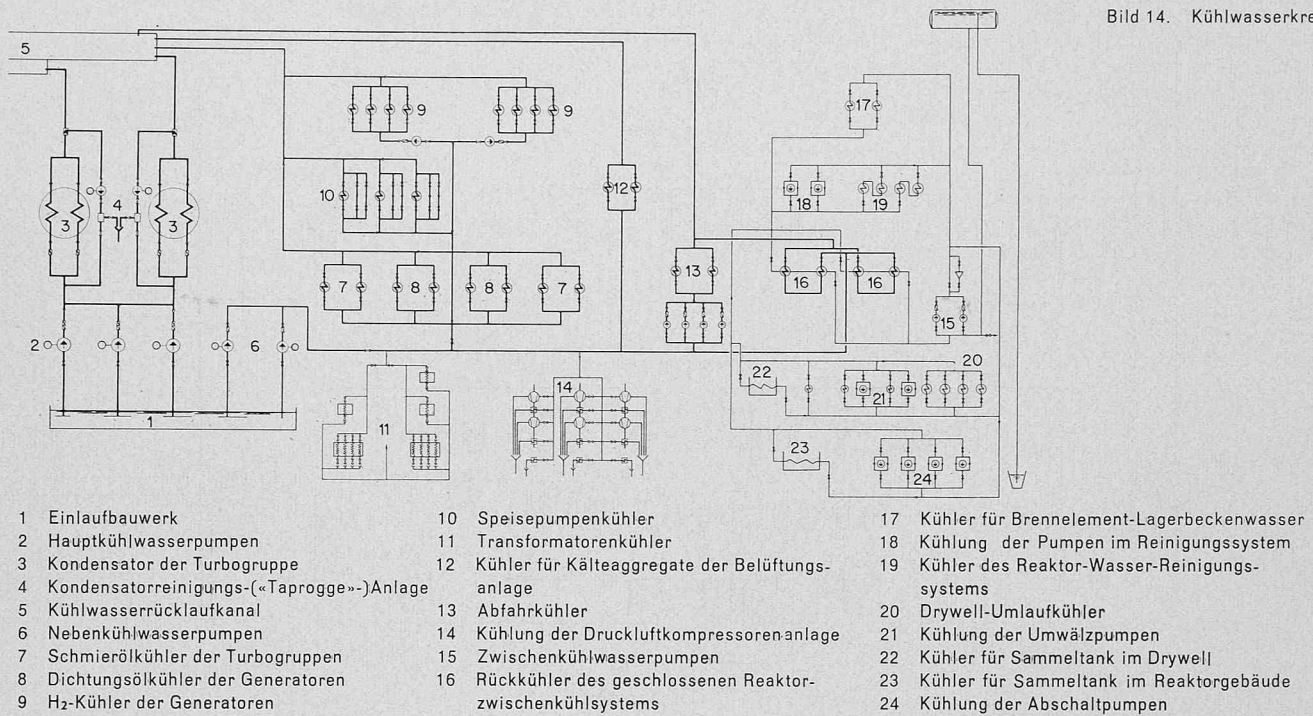 Bild 14. Kühlwasserkre
5
9
9
17
10
12
18
19
3
4
3
13
16
16
7
8
8
7
15
2
6
20
22
14
21
1
11
23
24
1 Einlaufbauwerk
2 Hauptkühlwasserpumpen
3 Kondensator der Turbogruppe
4 Kondensatorreinigungs-(«Taprogge»-)Anlage
5 Kühlwasserrücklaufkanal
6 Nebenkühlwasserpumpen
7 Schmierölkühler der Turbogruppen
8 Dichtungsölkühler der Generatoren
9 H₂-Kühler der Generatoren
10 Speisepumpenkühler
11 Transformatorenkühler
12 Kühler für Kälteaggregate der Belüftungs-
anlage
13 Abfahrkühler
14 Kühlung der Druckluftkompressorenanlage
15 Zwischenkühlwasserpumpen
16 Rückkühler des geschlossenen Reaktor-
zwischenkühlsystems
17 Kühler für Brennelement-Lagerbeckenwasser
18 Kühlung der Pumpen im Reinigungssystem
19 Kühler des Reaktor-Wasser-Reinigungs-
systems
20 Drywell-Umlaufkühler
21 Kühlung der Umwälzpumpen
22 Kühler für Sammeltank im Drywell
23 Kühler für Sammeltank im Reaktorgebäude
24 Kühlung der Abschaltpumpen